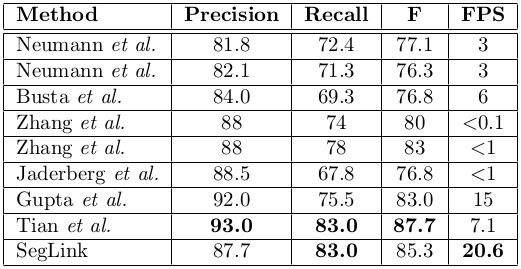 Method Precision Recall F FPS
Neumann et al. 81.8 72.4 77.1 3
Neumann et al. 82.1 71.3 76.3 3
Busta et al. 84.0 69.3 76.8 6
Zhang et al. 88 74 80 <0.1
Zhang et al. 88 78 83 <1
Jaderberg et al. 88.5 67.8 76.8 <1
Gupta et al. 92.0 75.5 83.0 15
Tian et al. 93.0 83.0 87.7 7.1
SegLink 87.7 83.0 85.3 20.6